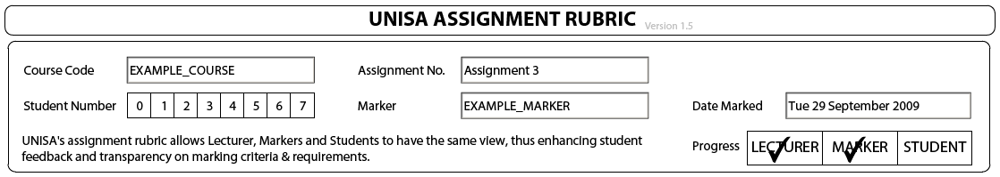 UNISA ASSIGNMENT RUBRIC Version 1.5
Course Code EXAMPLE_COURSE Assignment No. Assignment 3
Student Number 0 1 2 3 4 5 6 7 Marker EXAMPLE_MARKER Date Marked Tue 29 September 2009
UNISA's assignment rubric allows Lecturer, Markers and Students to have the same view, thus enhancing student
feedback and transparency on marking criteria & requirements.
Progress LECTURER MARKER STUDENT